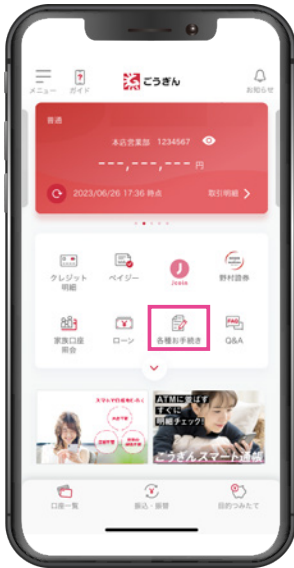 メニュー ガイド ごうぎん お知らせ
普通
本店営業部 1234567
---,---,--- 円
2023/06/26 17:36 時点 取引明細
クレジット
明細 ペイジー J-coin 野村證券
家族口座
照会 ローン 各種お手続き Q&A
FAQ
ATMに並ばず
すぐに
明細チェック!
ごうぎんスマート通帳
口座一覧 振込・振替 目的つみたて